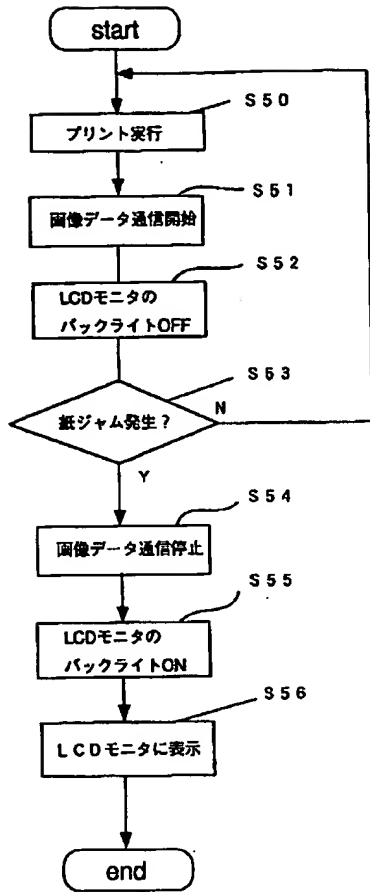 start
S50
プリント実行
S51
画像データ通信開始
S52
LCDモニタの
バックライトOFF
S53
紙ジャム発生？
N
Y
S54
画像データ通信停止
S55
LCDモニタの
バックライトON
S56
LCDモニタに表示
end